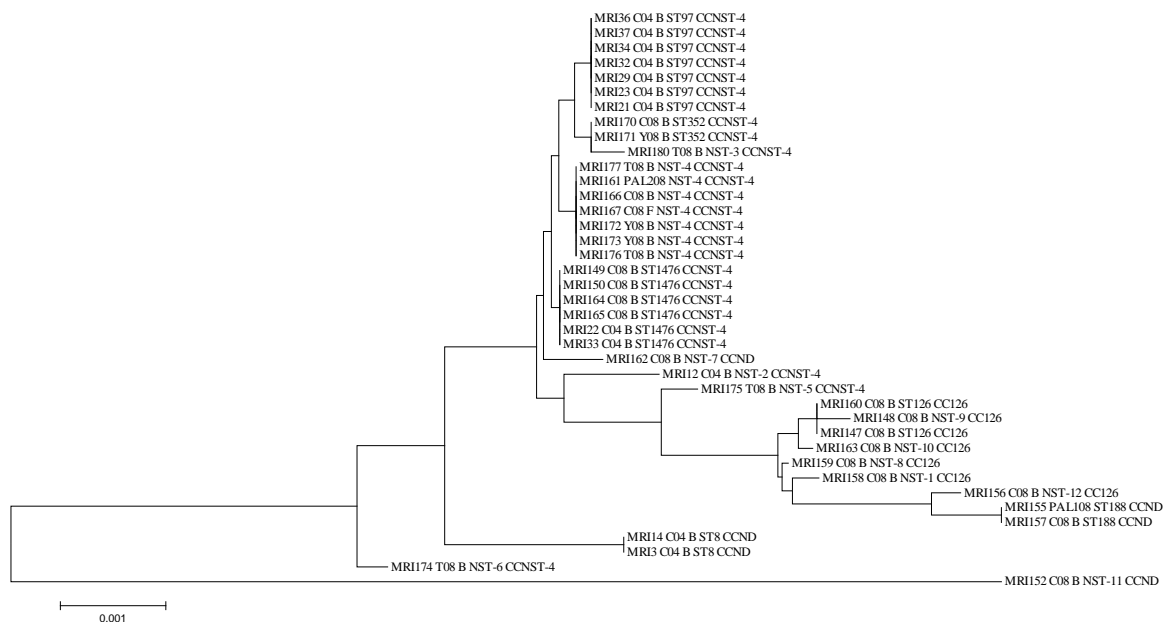 MRI36 C04 B ST97 CCNST-4
MRI37 C04 B ST97 CCNST-4
MRI34 C04 B ST97 CCNST-4
MRI32 C04 B ST97 CCNST-4
MRI29 C04 B ST97 CCNST-4
MRI23 C04 B ST97 CCNST-4
MRI21 C04 B ST97 CCNST-4
MRI170 C08 B ST352 CCNST-4
MRI171 Y08 B ST352 CCNST-4
MRI180 T08 B NST-3 CCNST-4
MRI177 T08 B NST-4 CCNST-4
MRI161 PAL208 NST-4 CCNST-4
MRI166 C08 B NST-4 CCNST-4
MRI167 C08 F NST-4 CCNST-4
MRI172 Y08 B NST-4 CCNST-4
MRI173 Y08 B NST-4 CCNST-4
MRI176 T08 B NST-4 CCNST-4
MRI149 C08 B ST1476 CCNST-4
MRI150 C08 B ST1476 CCNST-4
MRI164 C08 B ST1476 CCNST-4
MRI165 C08 B ST1476 CCNST-4
MRI22 C04 B ST1476 CCNST-4
MRI33 C04 B ST1476 CCNST-4
MRI162 C08 B NST-7 CCND
MRI12 C04 B NST-2 CCNST-4
MRI175 T08 B NST-5 CCNST-4
MRI160 C08 B ST126 CC126
MRI148 C08 B NST-9 CC126
MRI147 C08 B ST126 CC126
MRI163 C08 B NST-10 CC126
MRI159 C08 B NST-8 CC126
MRI158 C08 B NST-1 CC126
MRI156 C08 B NST-12 CC126
MRI155 PAL108 ST188 CCND
MRI157 C08 B ST188 CCND
MRI14 C04 B ST8 CCND
MRI3 C04 B ST8 CCND
MRI174 T08 B NST-6 CCNST-4
MRI152 C08 B NST-11 CCND
0.001